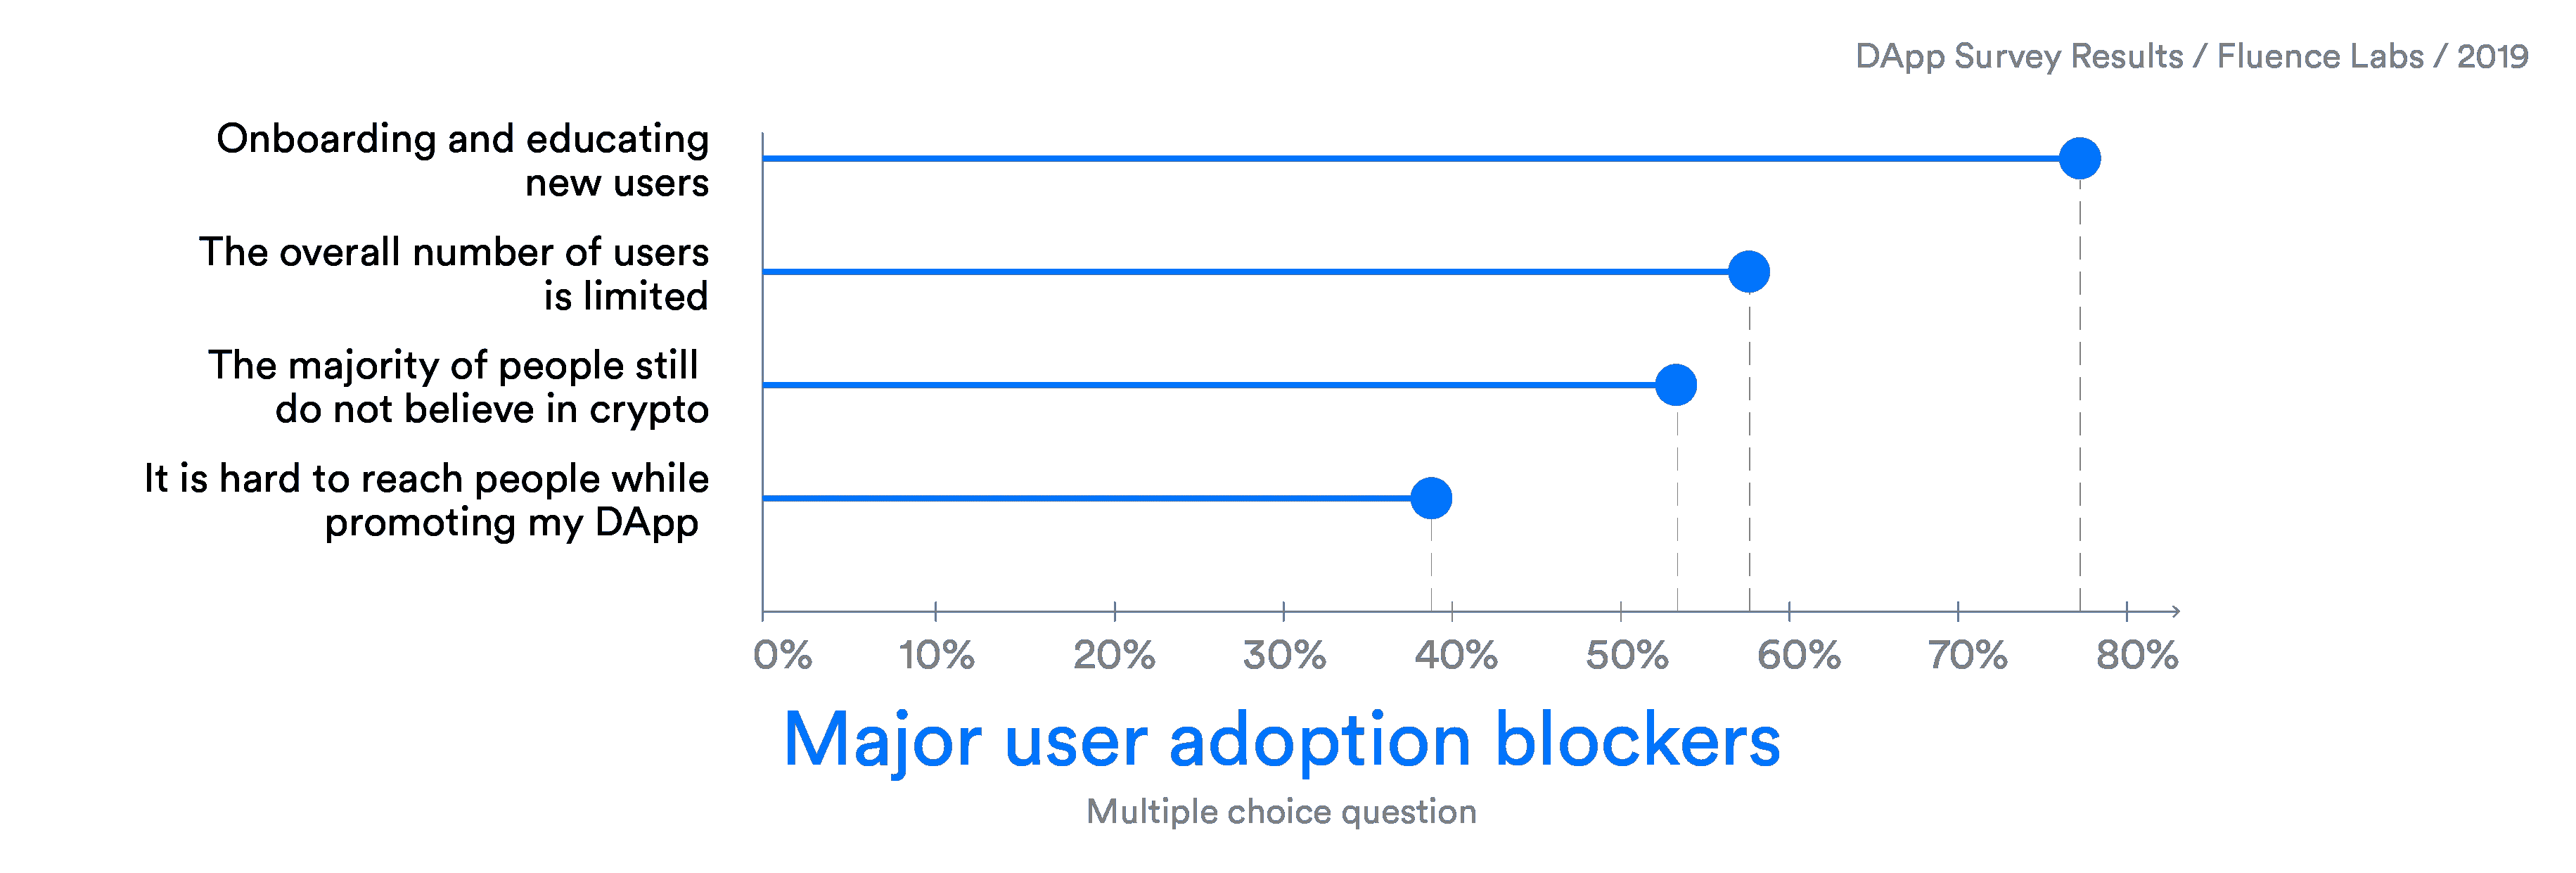 DApp Survey Results / Fluence Labs / 2019
Onboarding and educating
new users
The overall number of users
is limited
The majority of people still
do not believe in crypto
It is hard to reach people while
promoting my DApp
0% 10% 20% 30% 40% 50% 60% 70% 80%
Major user adoption blockers
Multiple choice question